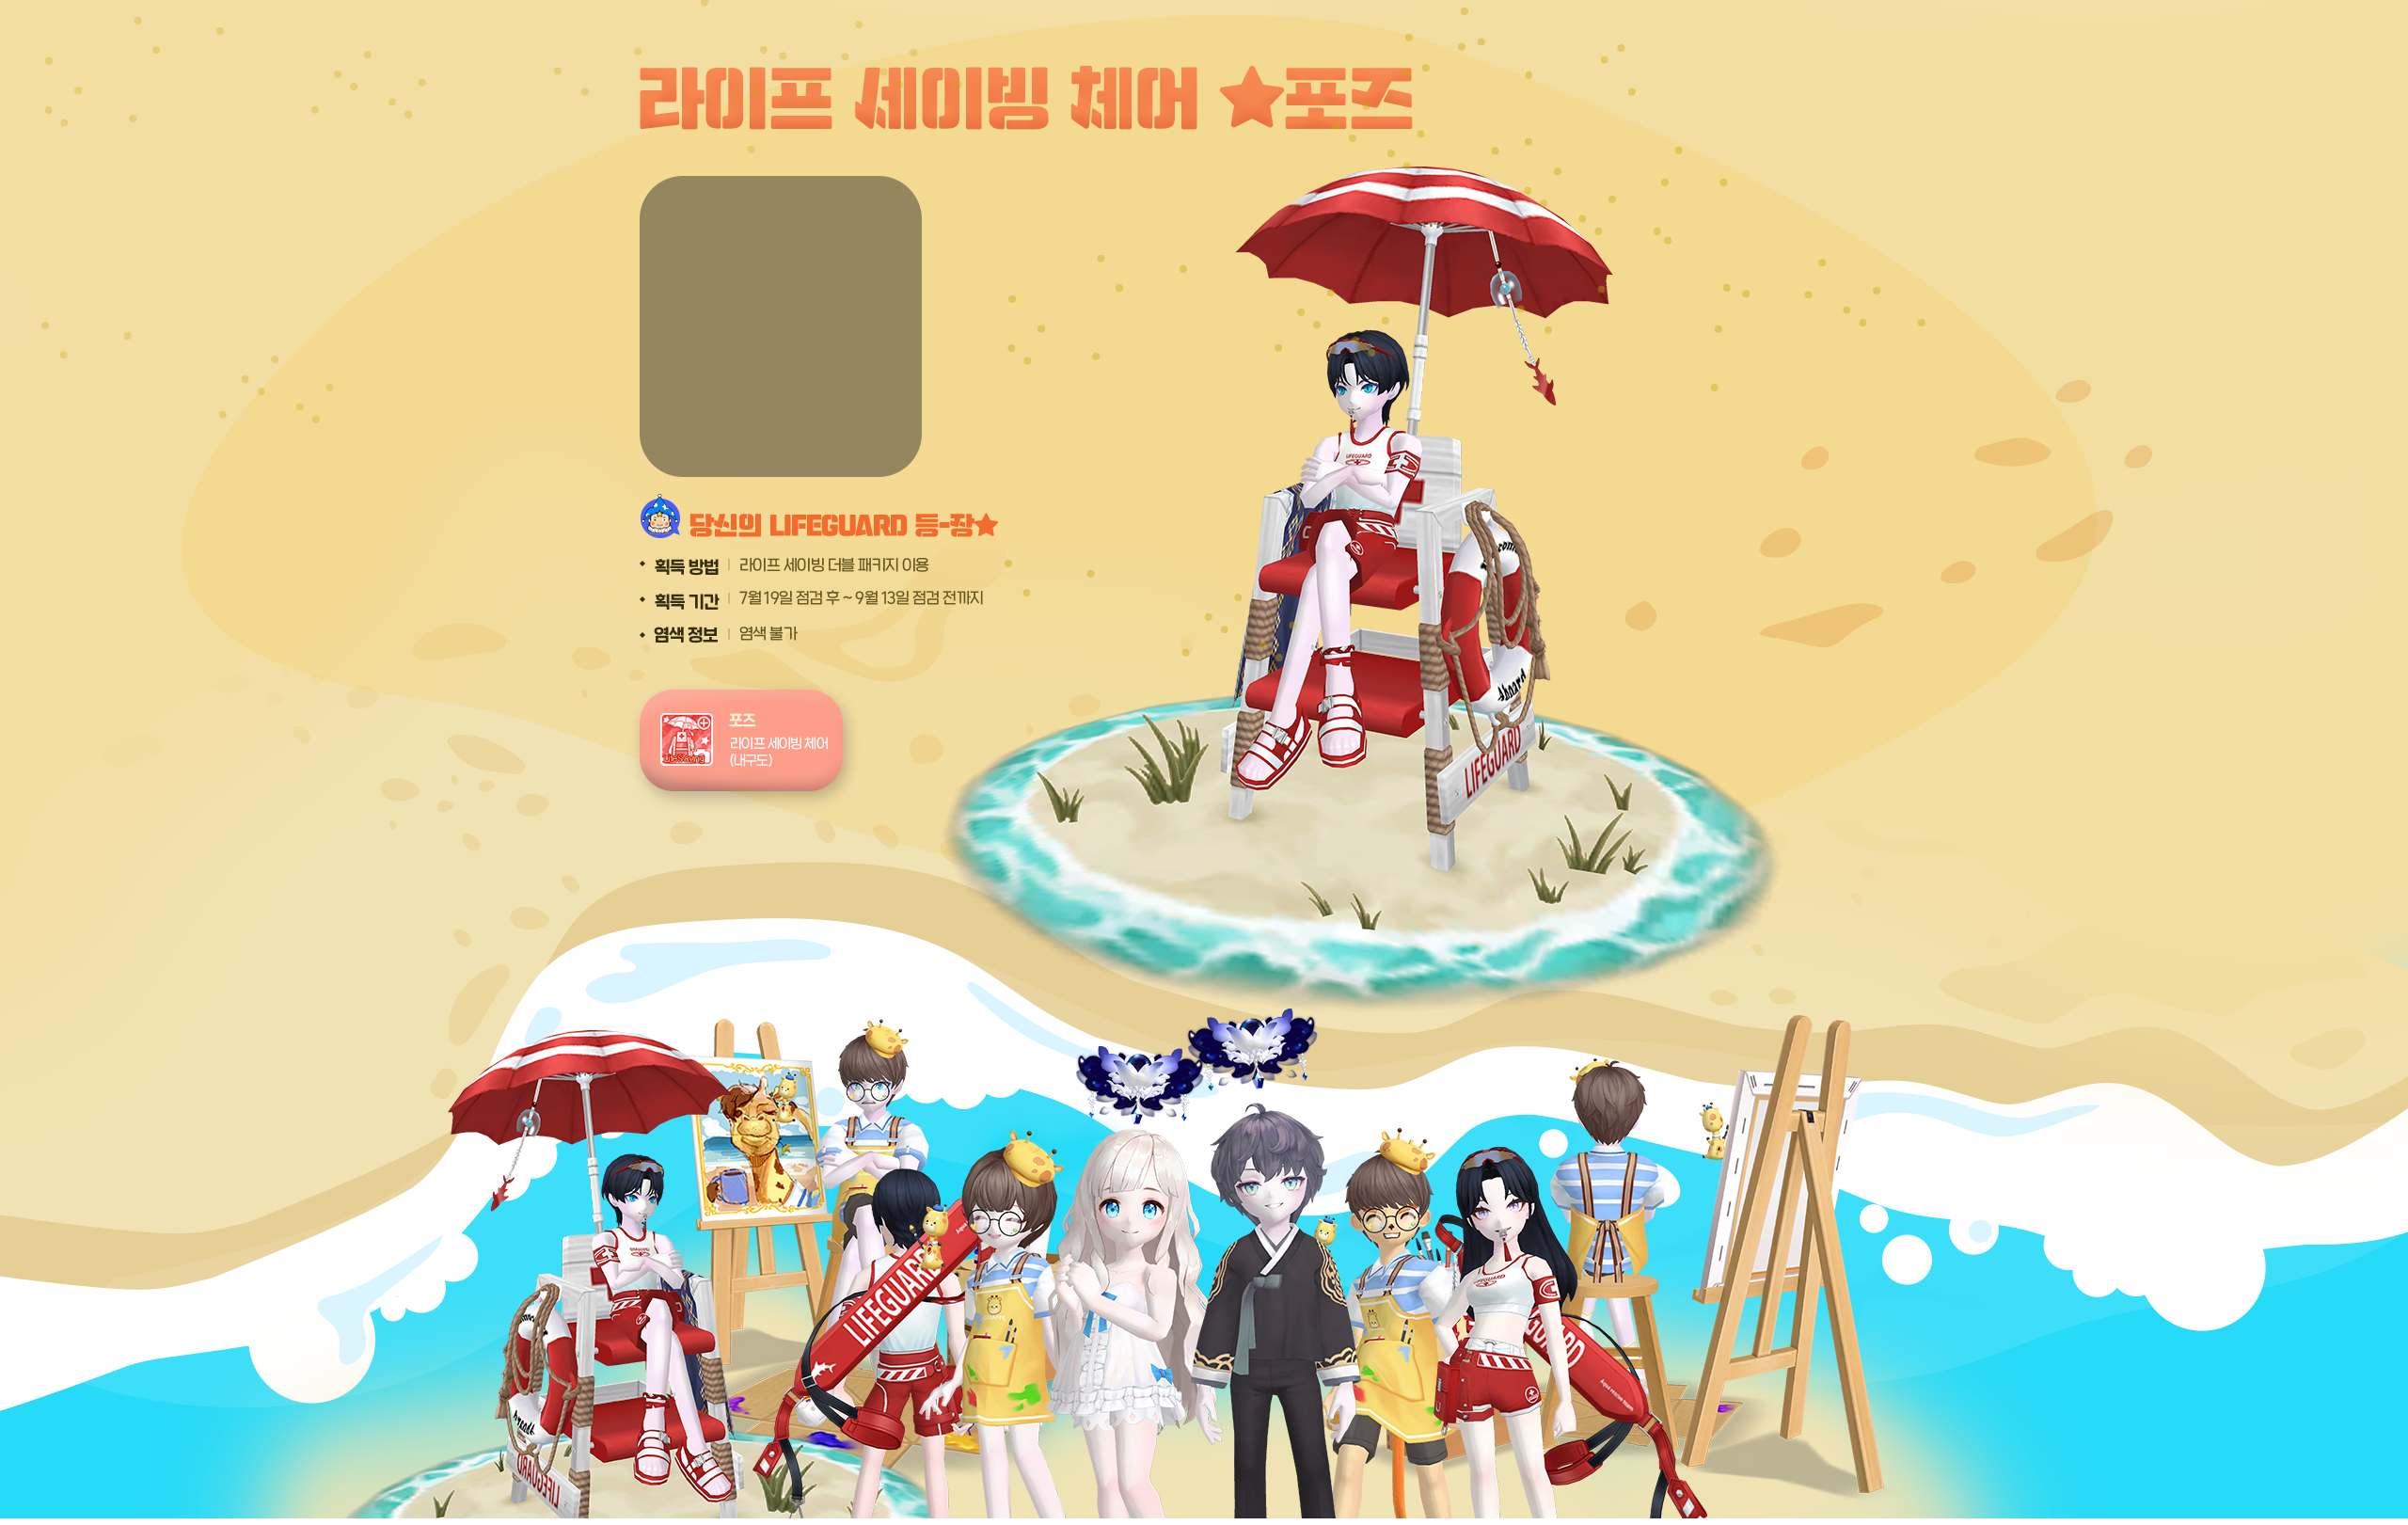 라이프 세이빙 체어 ★포즈
LIFEGUARD
당신의 LIFEGUARD 등-장★
획득 방법 | 라이프 세이빙 더블 패키지 이용
획득 기간 | 7월 19일 점검 후 ~ 9월 13일 점검 전까지
염색 정보 | 염색 불가
포즈
라이프 세이빙 체어
(내구도)
LIFEGUARD
LIFEGUARD
LIFEGUARD